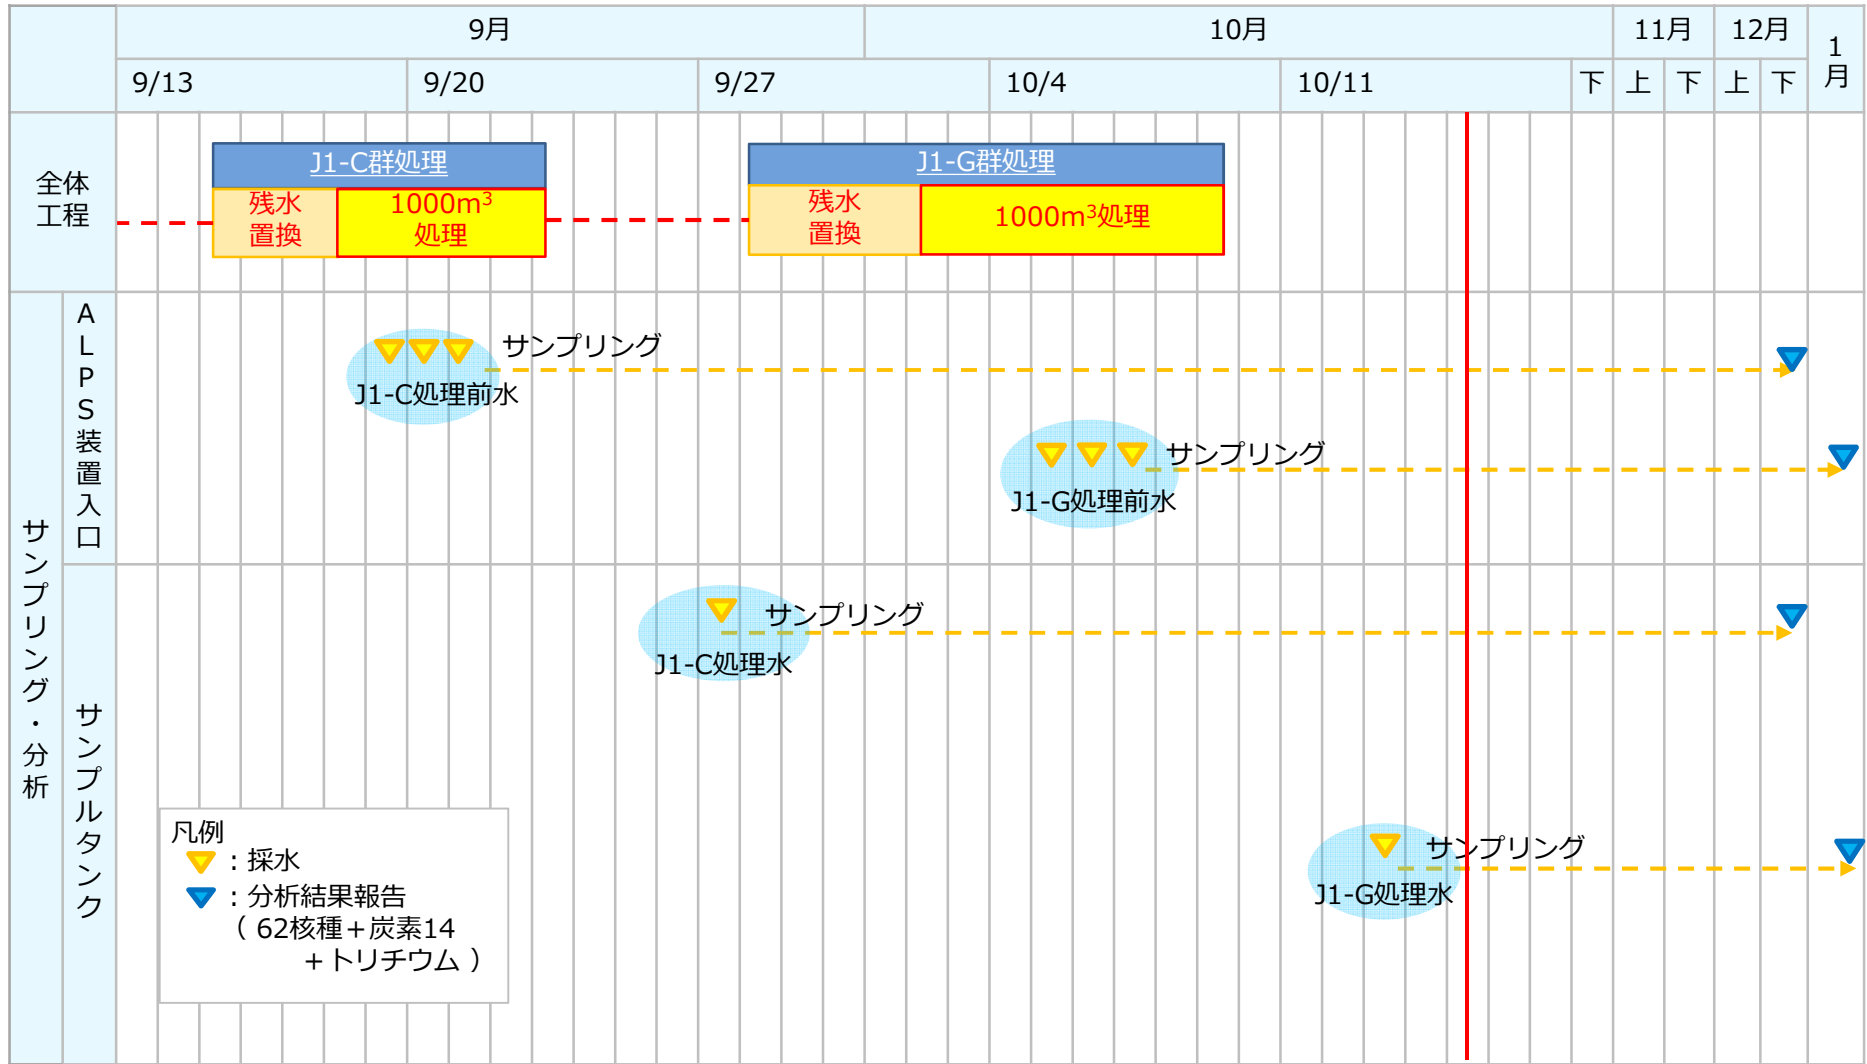 9月
10月
11月
12月
1月
9/13
9/20
9/27
10/4
10/11
下
上
下
上
下
全体
工程
J1-C群処理
残水
置換
1000m³
処理
J1-G群処理
残水
置換
1000m³処理
サンプリング・分析
ALPS装置入口
サンプリング
J1-C処理前水
サンプリング
J1-G処理前水
サンプルタンク
サンプリング
J1-C処理水
サンプリング
J1-G処理水
凡例
：採水
：分析結果報告
（ 62核種＋炭素14
＋トリチウム ）